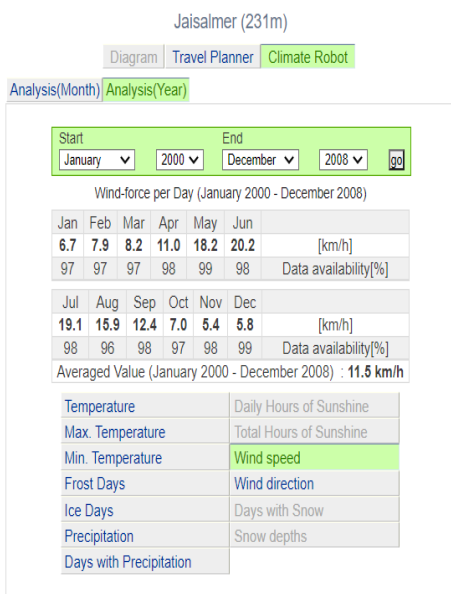 Jaisalmer (231m)
Diagram Travel Planner Climate Robot
Analysis(Month) Analysis(Year)
Start End
January 2000 December 2008 go
Wind-force per Day (January 2000 - December 2008)
Jan Feb Mar Apr May Jun
6.7 7.9 8.2 11.0 18.2 20.2 [km/h]
97 97 97 98 99 98 Data availability[%]
Jul Aug Sep Oct Nov Dec
19.1 15.9 12.4 7.0 5.4 5.8 [km/h]
98 96 98 97 98 99 Data availability[%]
Averaged Value (January 2000 - December 2008) : 11.5 km/h
Temperature Daily Hours of Sunshine
Max. Temperature Total Hours of Sunshine
Min. Temperature Wind speed
Frost Days Wind direction
Ice Days Days with Snow
Precipitation Snow depths
Days with Precipitation